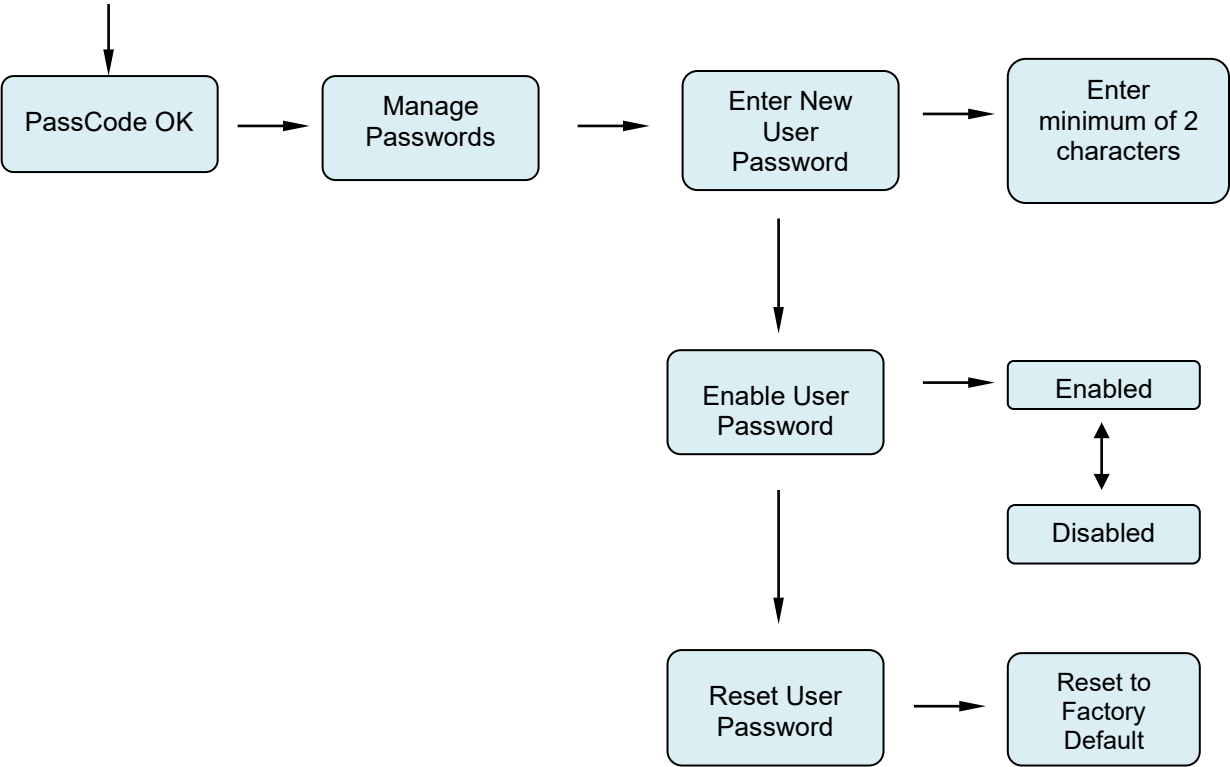 PassCode OK
Manage
Passwords
Enter New
User
Password
Enter
minimum of 2
characters
Enable User
Password
Enabled
Disabled
Reset User
Password
Reset to
Factory
Default